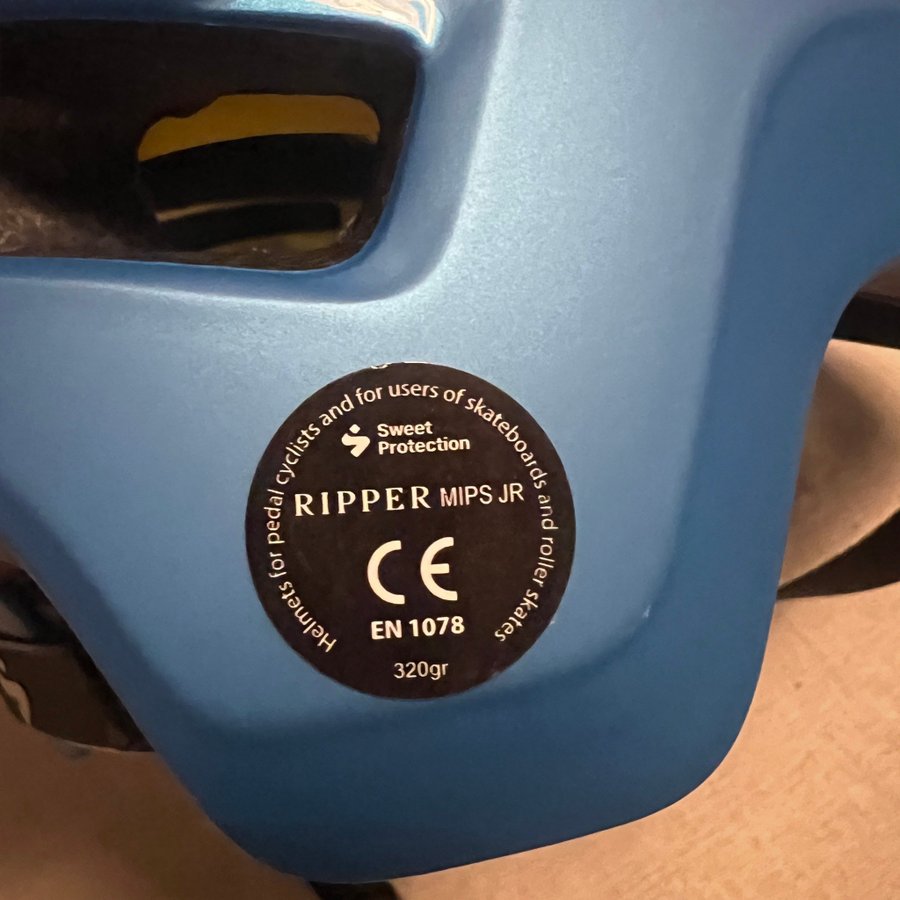 Helmets for pedal cyclists and for users of skateboards and roller skates
Sweet
Protection
RIPPER MIPS JR
CE
EN 1078
320gr